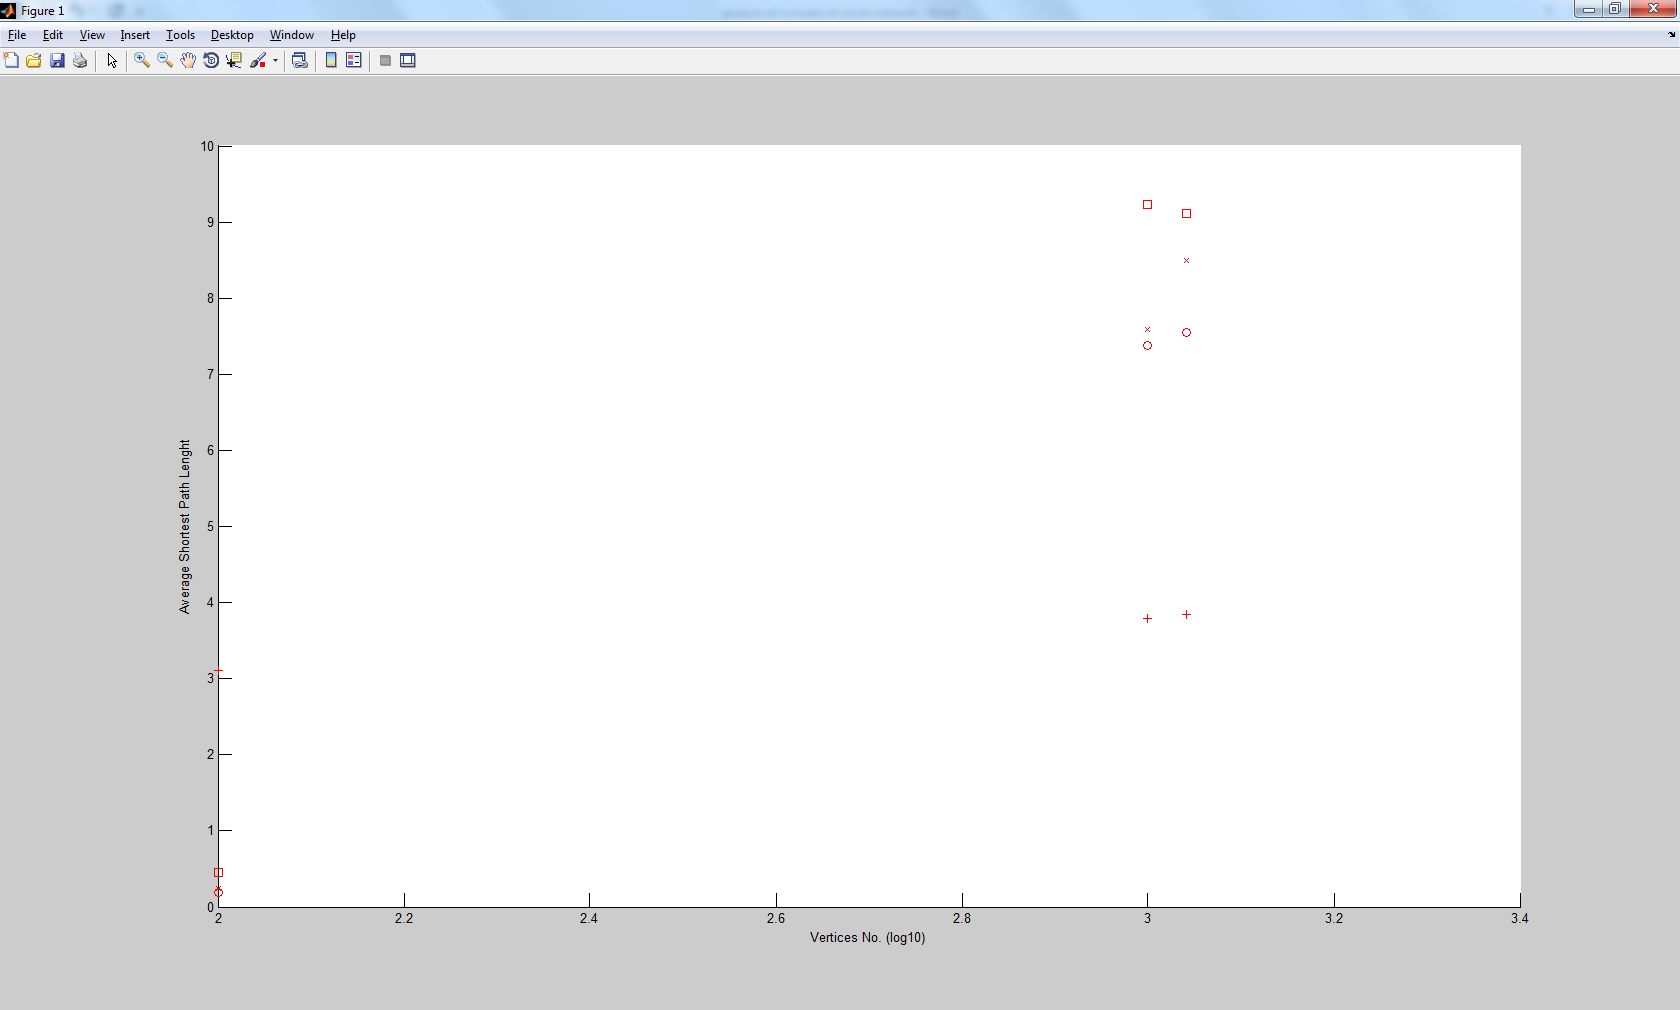 Figure 1
File Edit View Insert Tools Desktop Window Help
10
9
8
7
6
5
4
3
2
1
0
Average Shortest Path Lenght
2 2.2 2.4 2.6 2.8 3 3.2 3.4
Vertices No. (log10)